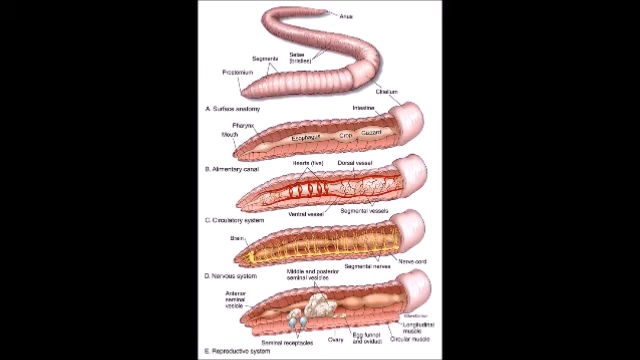 Anus
Setae
(bristles)
Segments
Prostomium
Clitellum
A. Surface anatomy
Intestine
Pharynx
Mouth
Esophagus
Crop
Gizzard
B. Alimentary canal
Hearts (five)
Dorsal vessel
Ventral vessel
Segmental vessels
C. Circulatory system
Brain
Segmental nerves
Nerve cord
D. Nervous system
Middle and posterior
seminal vesicles
Anterior
seminal
vesicle
Longitudinal
muscle
Seminal receptacles
Ovary
Egg funnel
and oviduct
Circular muscle
E. Reproductive system